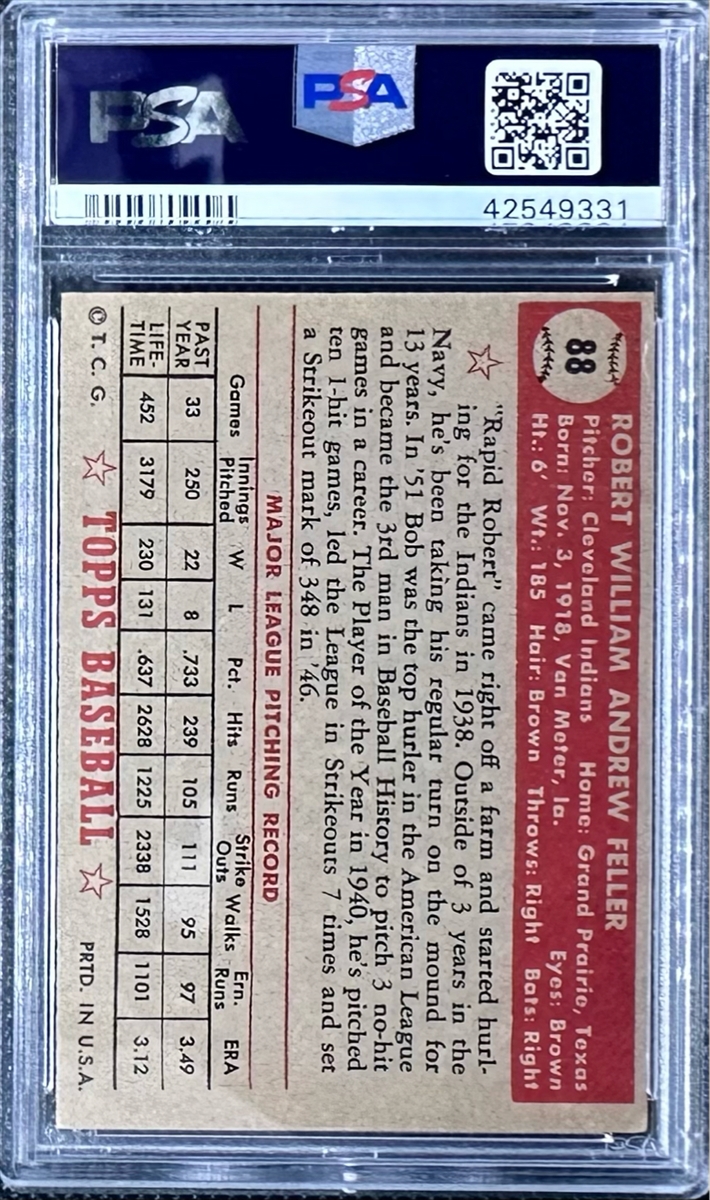 PSA
PSA
42549331
88
ROBERT WILLIAM ANDREW FELLER
Pitcher: Cleveland Indians Home: Grand Prairie, Texas
Born: Nov. 3, 1918, Van Meter, Ia. Eyes: Brown
Ht.: 6' Wt.: 185 Hair: Brown Throws: Right Bats: Right
"Rapid Robert" came right off a farm and started hurl-
ing for the Indians in 1938. Outside of 3 years in the
Navy, he's been taking his regular turn on the mound for
13 years. In '51 Bob was the top hurler in the American League
and became the 3rd man in Baseball History to pitch 3 no-hit
games in a career. The Player of the Year in 1940, he's pitched
ten 1-hit games, led the League in Strikeouts 7 times and set
a Strikeout mark of 348 in '46.
MAJOR LEAGUE PITCHING RECORD
Games Innings Pitched W L Pct. Hits Runs Strike Outs Walks Ern. Runs ERA
PAST YEAR 33 250 22 8 .733 239 105 111 95 97 3.49
LIFE-TIME 452 3179 230 131 .637 2628 1225 2338 1528 1101 3.12
© T. C. G. TOPPS BASEBALL PRTD. IN U.S.A.
PSA